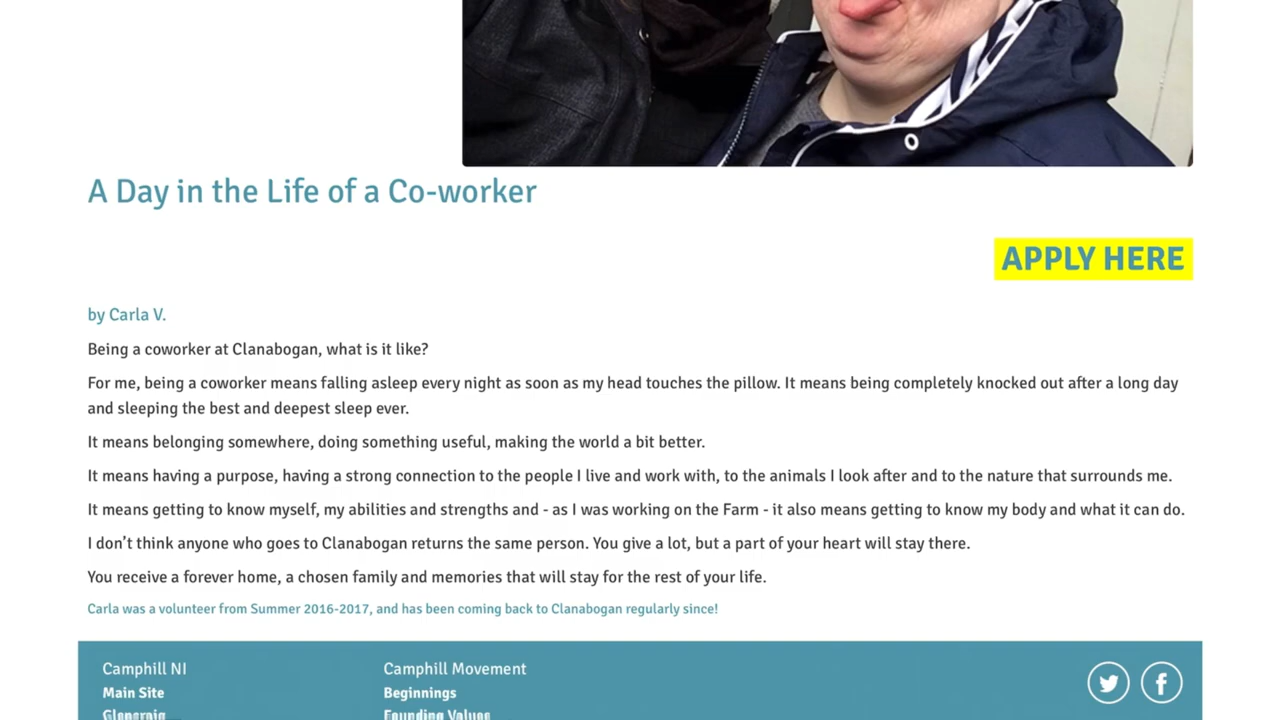 A Day in the Life of a Co-worker
APPLY HERE
by Carla V.
Being a coworker at Clanabogan, what is it like?
For me, being a coworker means falling asleep every night as soon as my head touches the pillow. It means being completely knocked out after a long day
and sleeping the best and deepest sleep ever.
It means belonging somewhere, doing something useful, making the world a bit better.
It means having a purpose, having a strong connection to the people I live and work with, to the animals I look after and to the nature that surrounds me.
It means getting to know myself, my abilities and strengths and - as I was working on the Farm - it also means getting to know my body and what it can do.
I don't think anyone who goes to Clanabogan returns the same person. You give a lot, but a part of your heart will stay there.
You receive a forever home, a chosen family and memories that will stay for the rest of your life.
Carla was a volunteer from Summer 2016-2017, and has been coming back to Clanabogan regularly since!
Camphill NI
Camphill Movement
Main Site
Beginnings
Glencraig
Founding Values